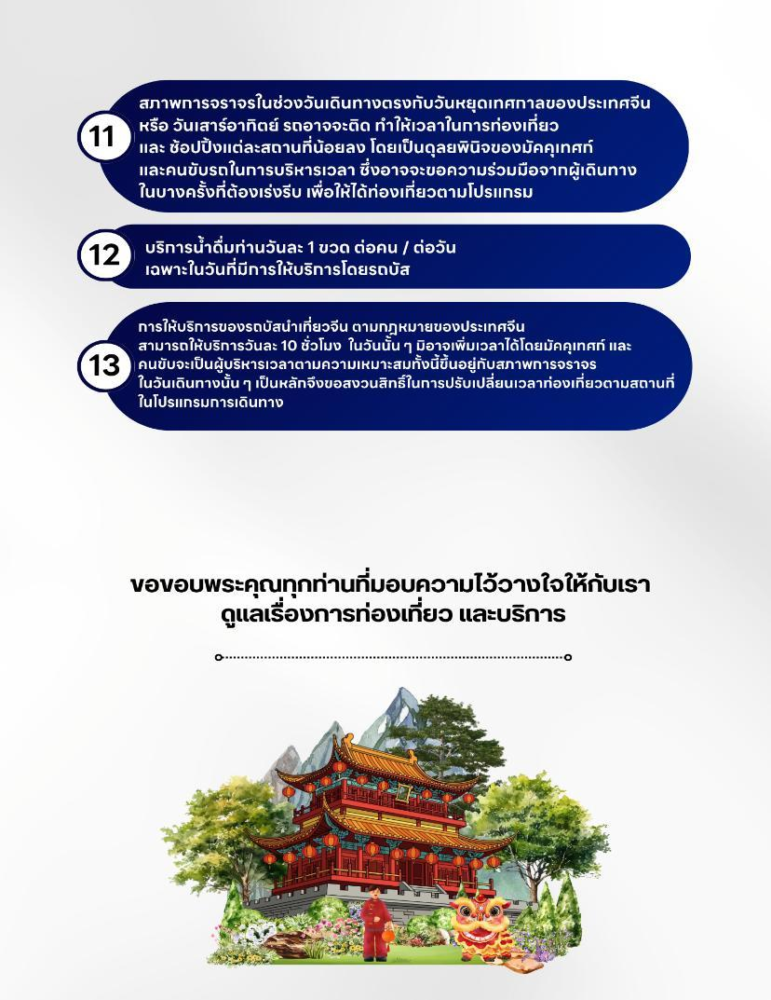 11
สภาพการจราจรในช่วงวันเดินทางตรงกับวันหยุดเทศกาลของประเทศจีน
หรือ วันเสาร์อาทิตย์ รถอาจจะติด ทำให้เวลาในการท่องเที่ยว
และ ช้อปปิ้งแต่ละสถานที่น้อยลง โดยเป็นดุลยพินิจของมัคคุเทศก์
และคนขับรถในการบริหารเวลา ซึ่งอาจจะขอความร่วมมือจากผู้เดินทาง
ในบางครั้งที่ต้องเร่งรีบ เพื่อให้ได้ท่องเที่ยวตามโปรแกรม
12
บริการน้ำดื่มท่านวันละ 1 ขวด ต่อคน / ต่อวัน
เฉพาะในวันที่มีการให้บริการโดยรถบัส
13
การให้บริการของรถบัสนำเที่ยวจีน ตามกฎหมายของประเทศจีน
สามารถให้บริการวันละ 10 ชั่วโมง ในวันนั้น ๆ มิอาจเพิ่มเวลาได้โดยมัคคุเทศก์ และ
คนขับจะเป็นผู้บริหารเวลาตามความเหมาะสมทั้งนี้ขึ้นอยู่กับสภาพการจราจร
ในวันเดินทางนั้น ๆ เป็นหลักจึงขอสงวนสิทธิ์ในการปรับเปลี่ยนเวลาท่องเที่ยวตามสถานที่
ในโปรแกรมการเดินทาง
ขอขอบพระคุณทุกท่านที่มอบความไว้วางใจให้กับเรา
ดูแลเรื่องการท่องเที่ยว และบริการ